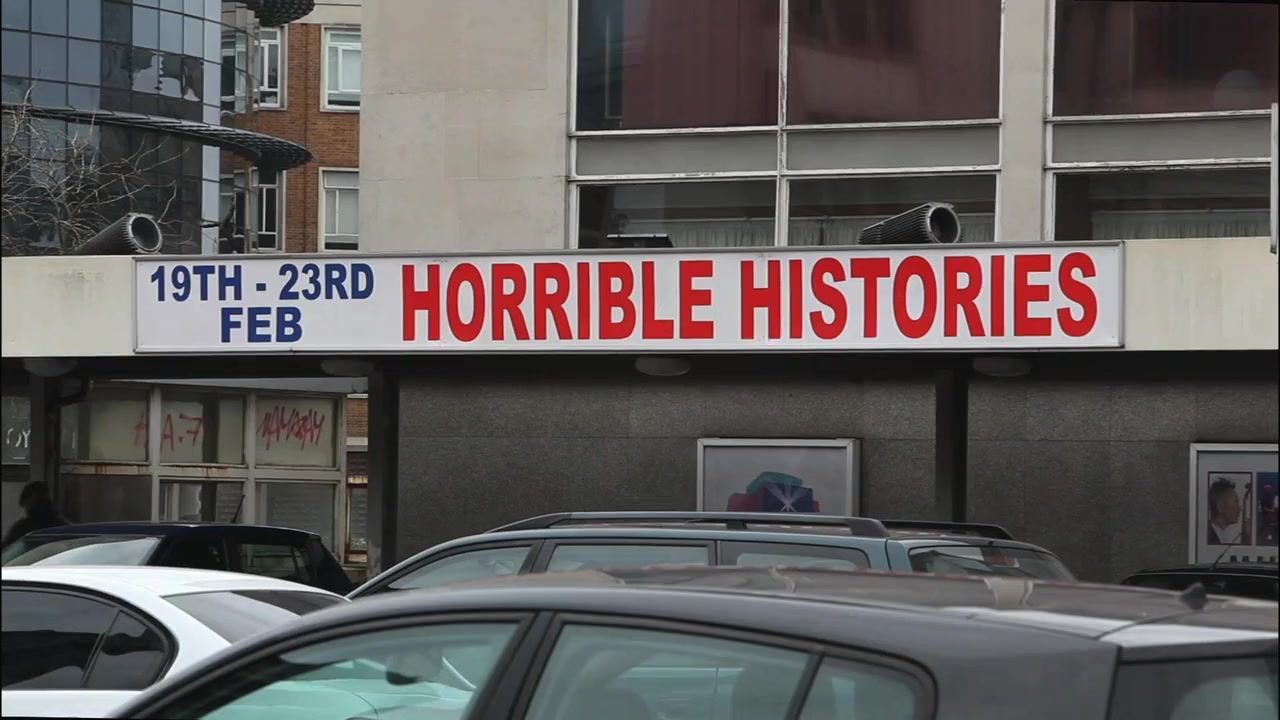 19TH - 23RD
FEB
HORRIBLE HISTORIES